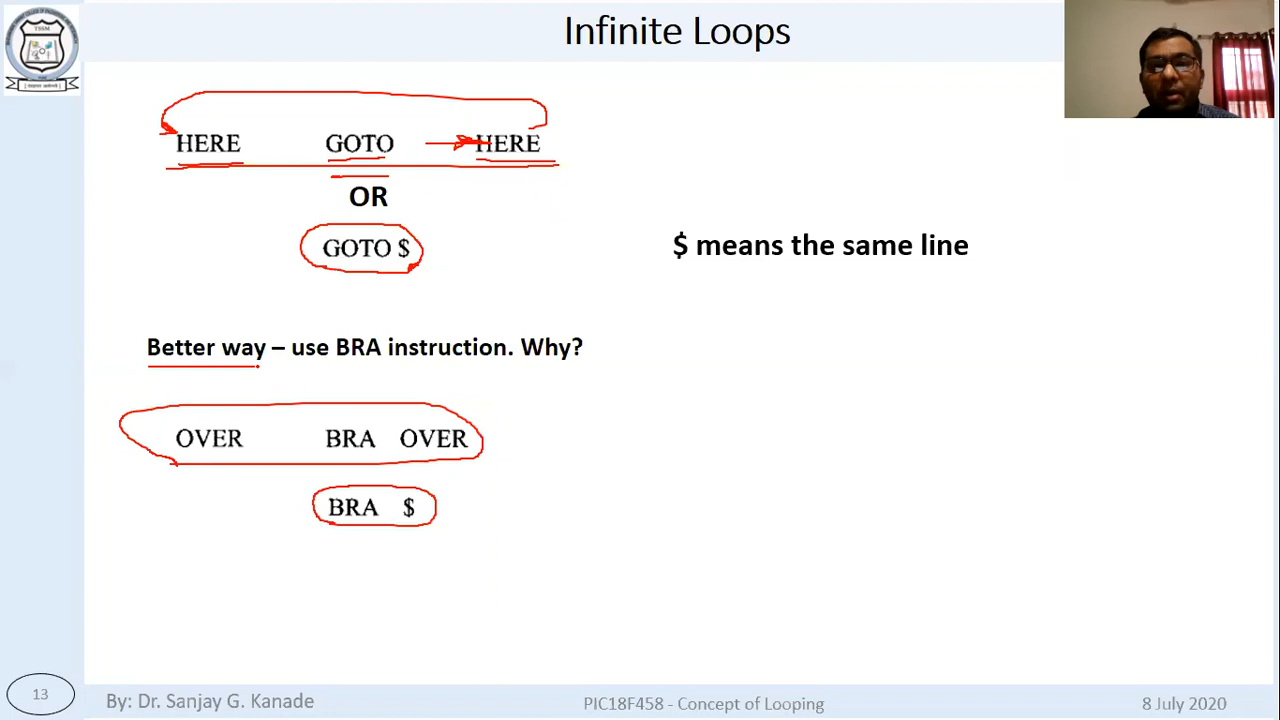 Infinite Loops
HERE GOTO HERE
OR
GOTO $
$ means the same line
Better way – use BRA instruction. Why?
OVER BRA OVER
BRA $
13
By: Dr. Sanjay G. Kanade
PIC18F458 - Concept of Looping
8 July 2020